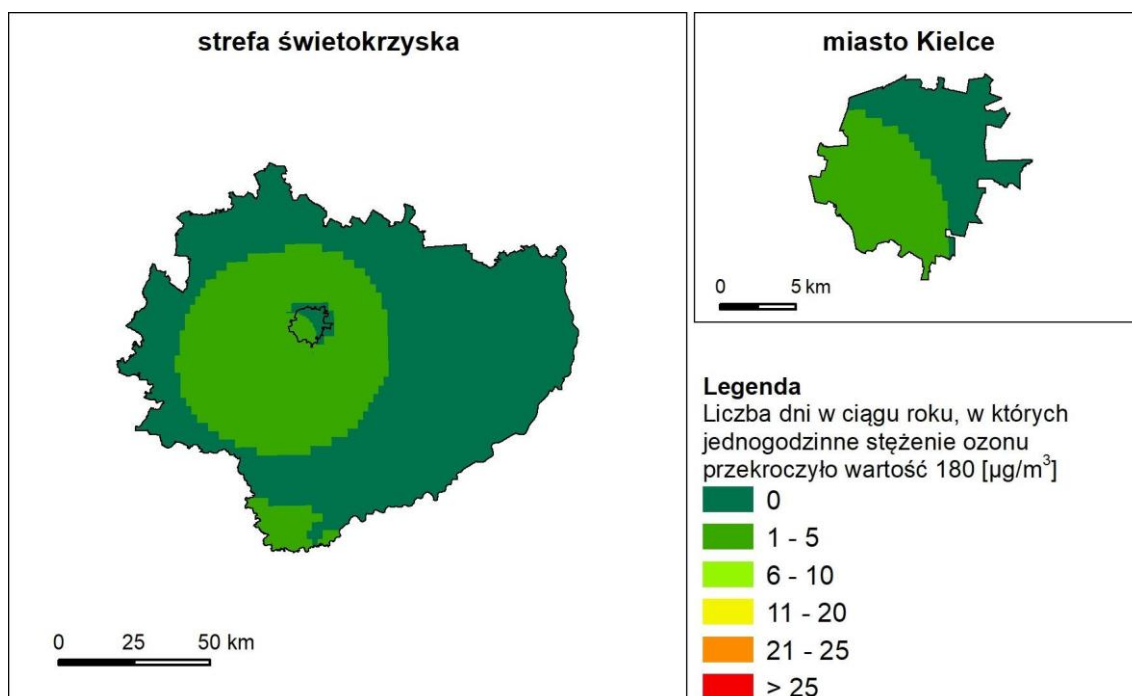 strefa świetokrzyska
miasto Kielce
0 5 km
Legenda
Liczba dni w ciągu roku, w których
jednogodzinne stężenie ozonu
przekroczyło wartość 180 [µg/m³]
0
1 - 5
6 - 10
11 - 20
21 - 25
> 25
0 25 50 km